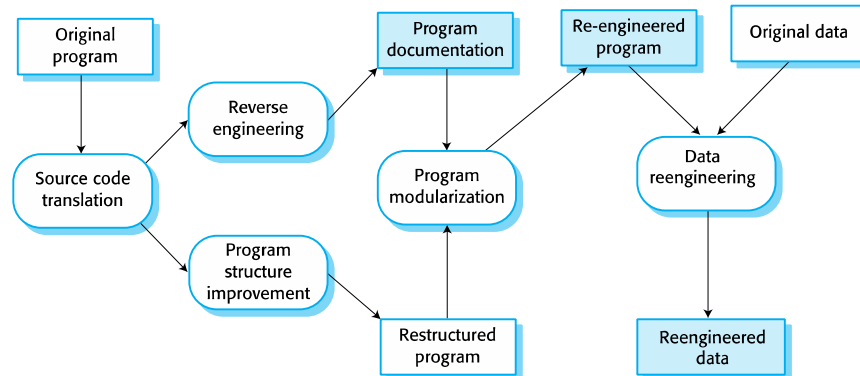 Original
program
Program
documentation
Re-engineered
program
Original data
Reverse
engineering
Source code
translation
Program
modularization
Data
reengineering
Program
structure
improvement
Restructured
program
Reengineered
data